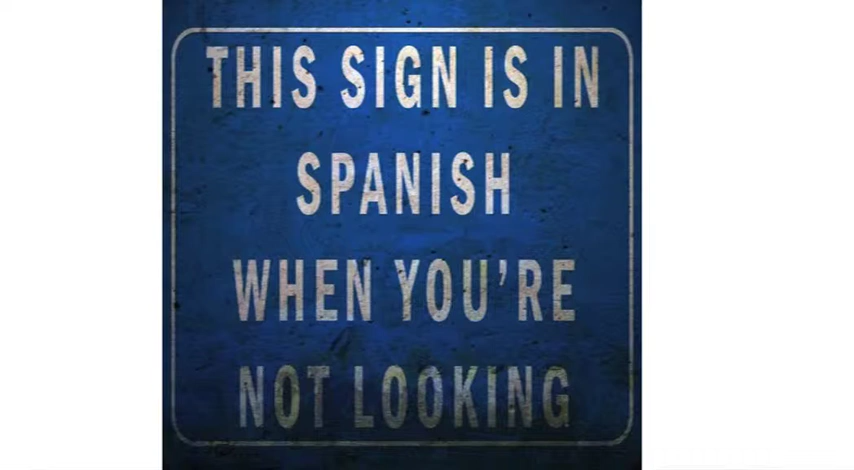 THIS SIGN IS IN
SPANISH
WHEN YOU’RE
NOT LOOKING